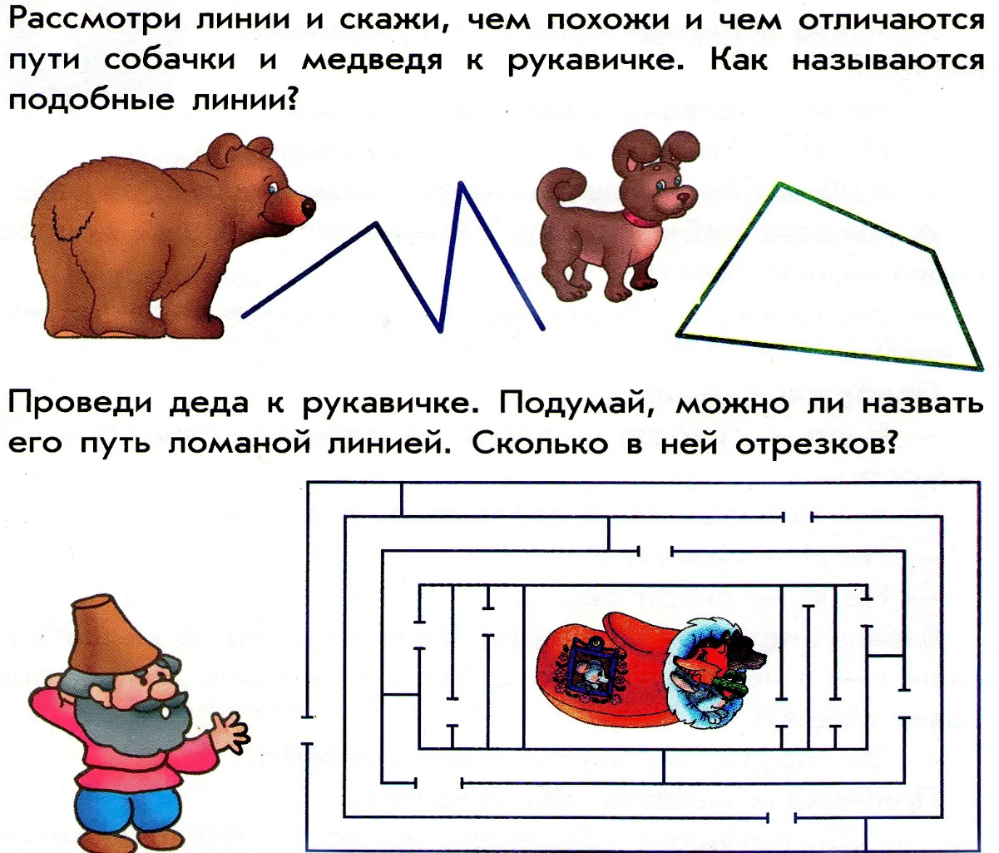 Рассмотри линии и скажи, чем похожи и чем отличаются
пути собачки и медведя к рукавичке. Как называются
подобные линии?
Проведи деда к рукавичке. Подумай, можно ли назвать
его путь ломаной линией. Сколько в ней отрезков?